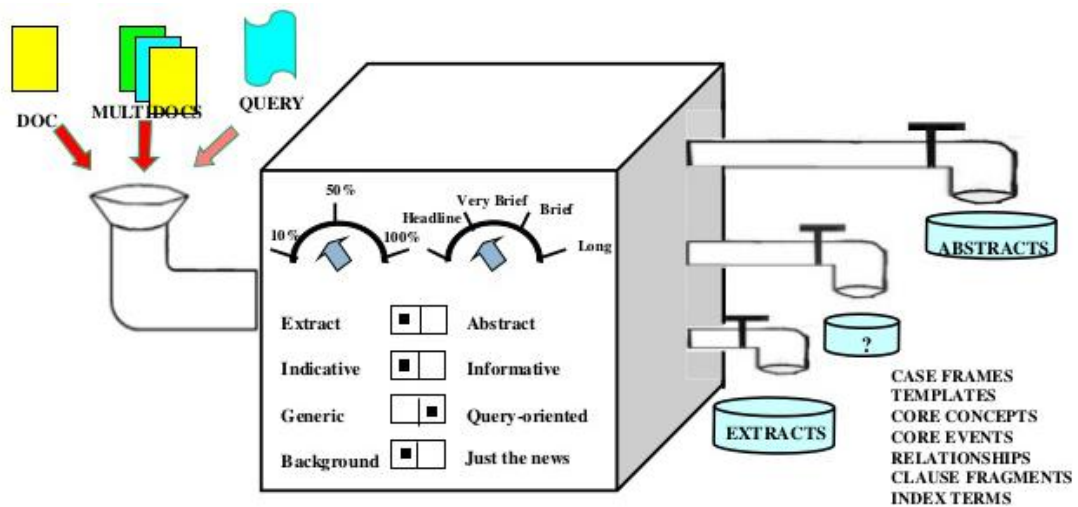 DOC
MULTIDOCS
QUERY
50%
10%
100%
Headline
Very Brief
Brief
Long
Extract
Abstract
Indicative
Informative
Generic
Query-oriented
Background
Just the news
ABSTRACTS
?
EXTRACTS
CASE FRAMES
TEMPLATES
CORE CONCEPTS
CORE EVENTS
RELATIONSHIPS
CLAUSE FRAGMENTS
INDEX TERMS